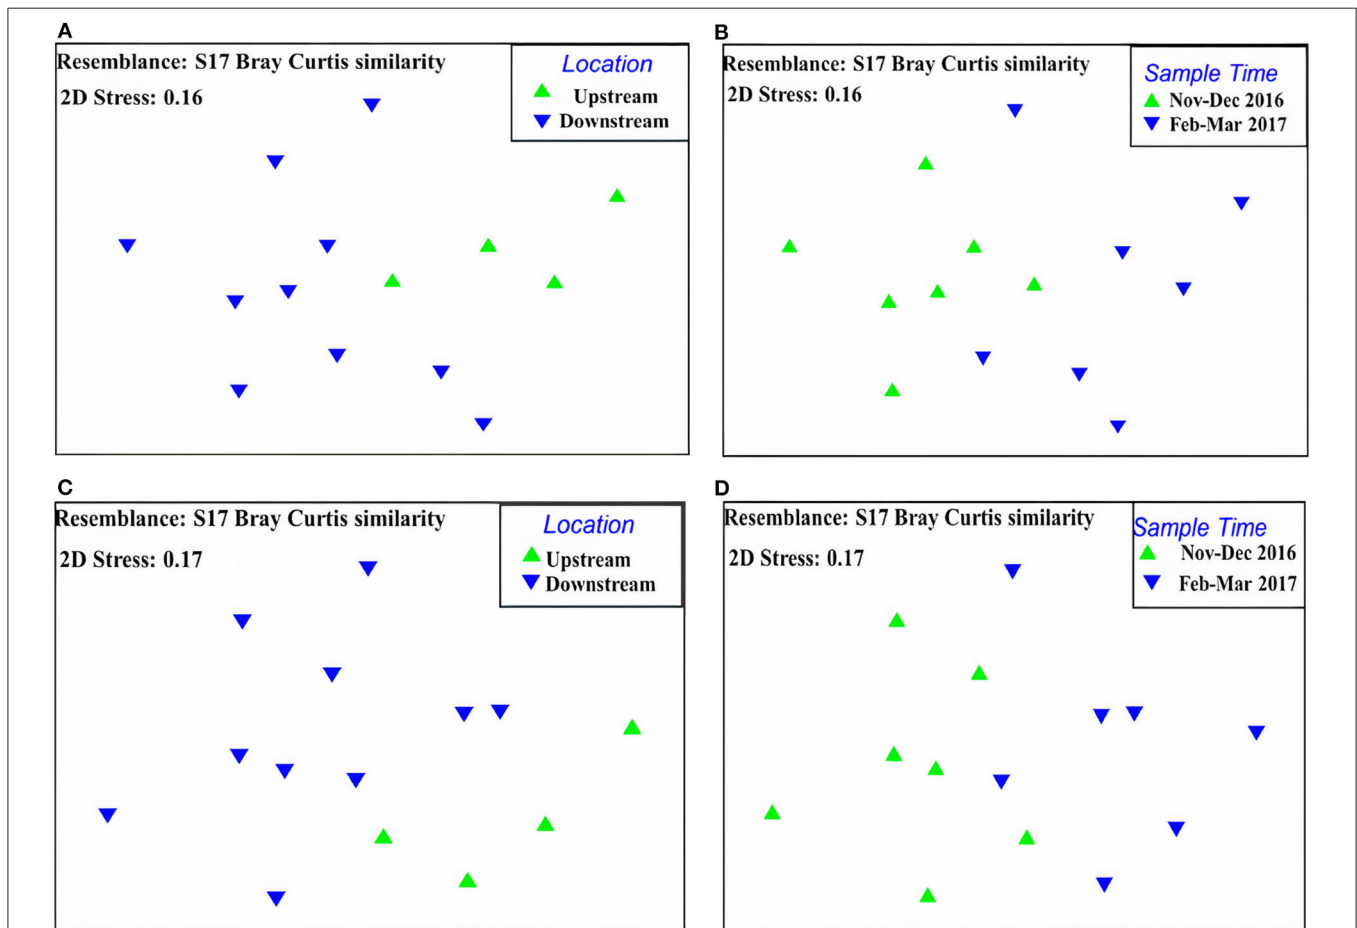 A
Resemblance: S17 Bray Curtis similarity
2D Stress: 0.16
Location
Upstream
Downstream
B
Resemblance: S17 Bray Curtis similarity
2D Stress: 0.16
Sample Time
Nov-Dec 2016
Feb-Mar 2017
C
Resemblance: S17 Bray Curtis similarity
2D Stress: 0.17
Location
Upstream
Downstream
D
Resemblance: S17 Bray Curtis similarity
2D Stress: 0.17
Sample Time
Nov-Dec 2016
Feb-Mar 2017